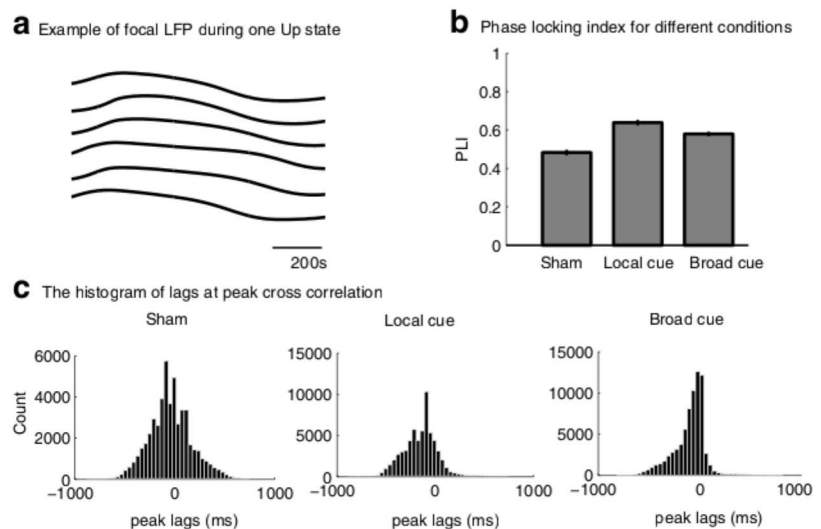 a Example of focal LFP during one Up state
200s
b Phase locking index for different conditions
1
0.8
0.6
0.4
0.2
0
PLI
Sham Local cue Broad cue
c The histogram of lags at peak cross correlation
Sham
6000
4000
2000
0
Count
−1000 0 1000
peak lags (ms)
Local cue
15000
10000
5000
0
−1000 0 1000
peak lags (ms)
Broad cue
15000
10000
5000
0
−1000 0 1000
peak lags (ms)